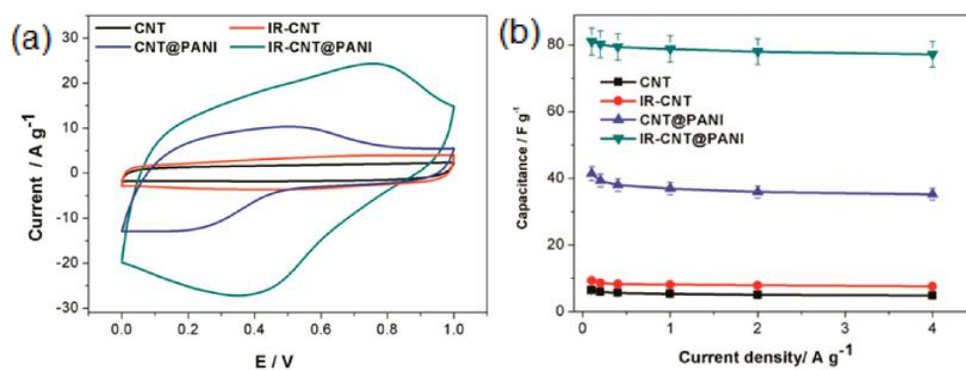 (a)
CNT
IR-CNT
CNT@PANI
IR-CNT@PANI
30
20
10
0
-10
-20
-30
Current / A g-1
0.0
0.2
0.4
0.6
0.8
1.0
E / V
(b)
80
60
40
20
0
Capacitance / F g-1
CNT
IR-CNT
CNT@PANI
IR-CNT@PANI
0
1
2
3
4
Current density/ A g-1